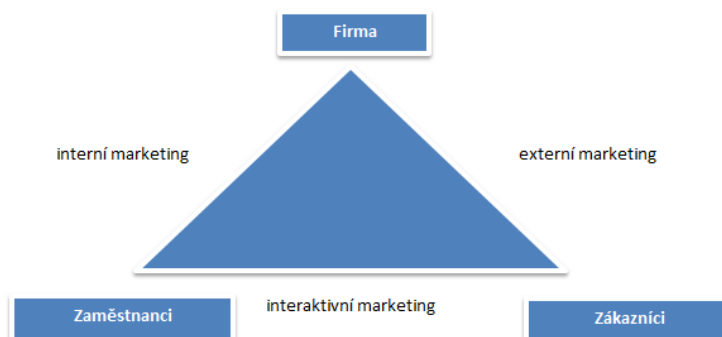 Firma
interní marketing
externí marketing
interaktivní marketing
Zaměstnanci
Zákazníci